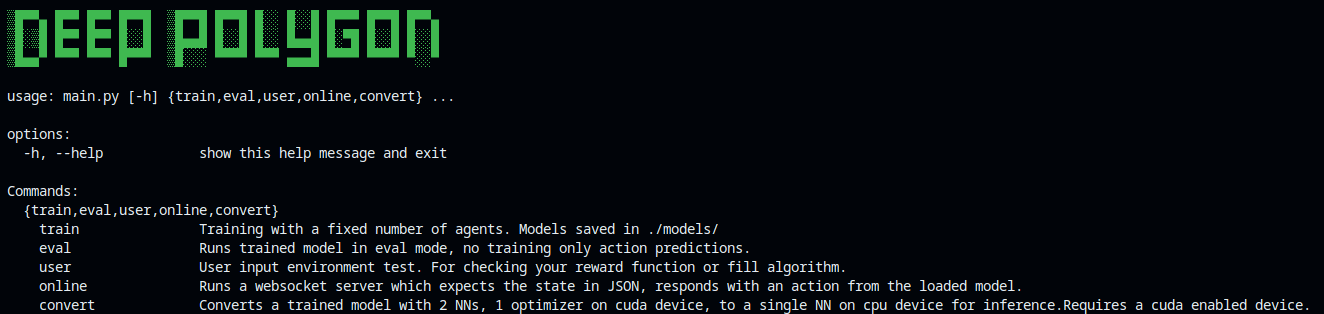 DEEP POLYGON
usage: main.py [-h] {train,eval,user,online,convert} ...
options:
-h, --help show this help message and exit
Commands:
{train,eval,user,online,convert}
train Training with a fixed number of agents. Models saved in ./models/
eval Runs trained model in eval mode, no training only action predictions.
user User input environment test. For checking your reward function or fill algorithm.
online Runs a websocket server which expects the state in JSON, responds with an action from the loaded model.
convert Converts a trained model with 2 NNs, 1 optimizer on cuda device, to a single NN on cpu device for inference.Requires a cuda enabled device.